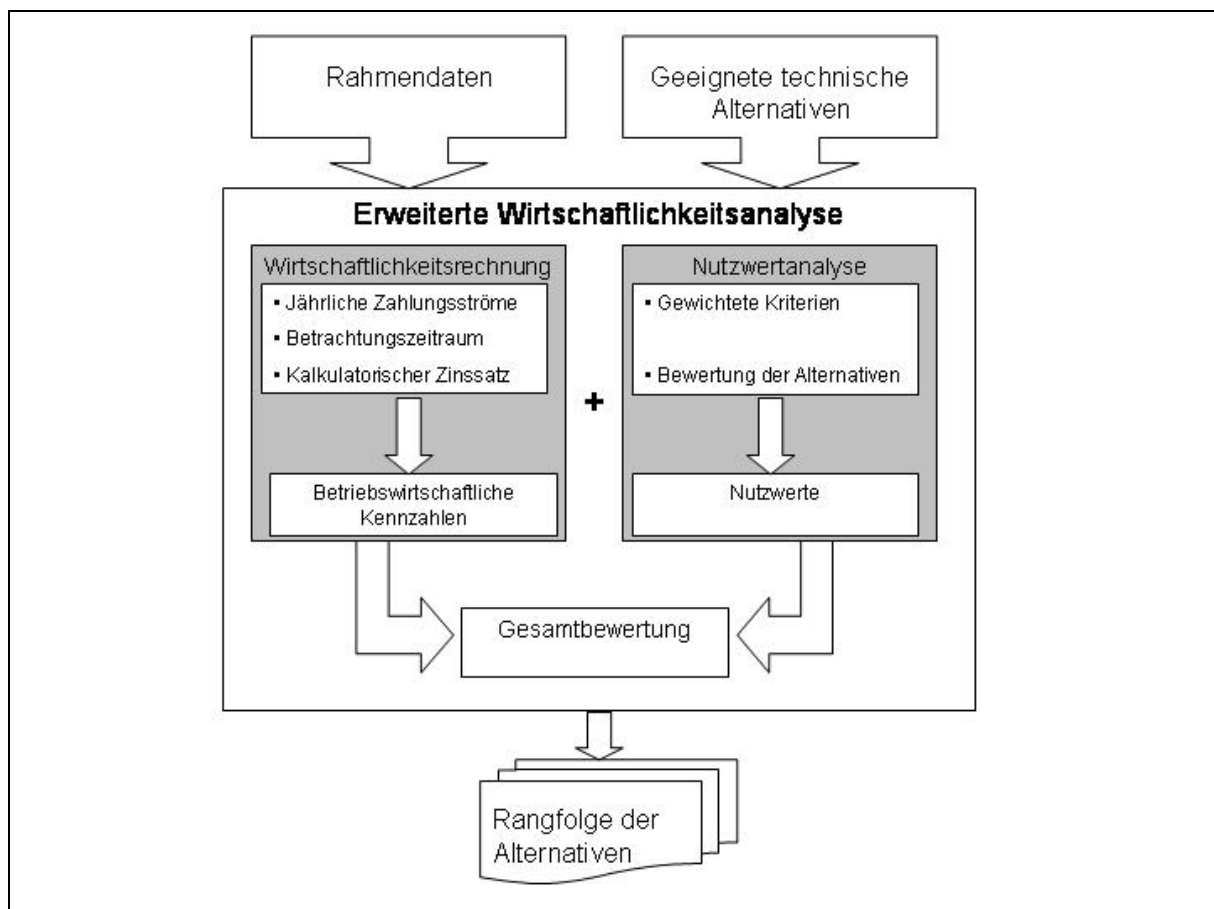 Rahmendaten
Geeignete technische
Alternativen
Erweiterte Wirtschaftlichkeitsanalyse
Wirtschaftlichkeitsrechnung
▪ Jährliche Zahlungsströme
▪ Betrachtungszeitraum
▪ Kalkulatorischer Zinssatz
Betriebswirtschaftliche
Kennzahlen
+
Nutzwertanalyse
▪ Gewichtete Kriterien
▪ Bewertung der Alternativen
Nutzwerte
Gesamtbewertung
Rangfolge der
Alternativen